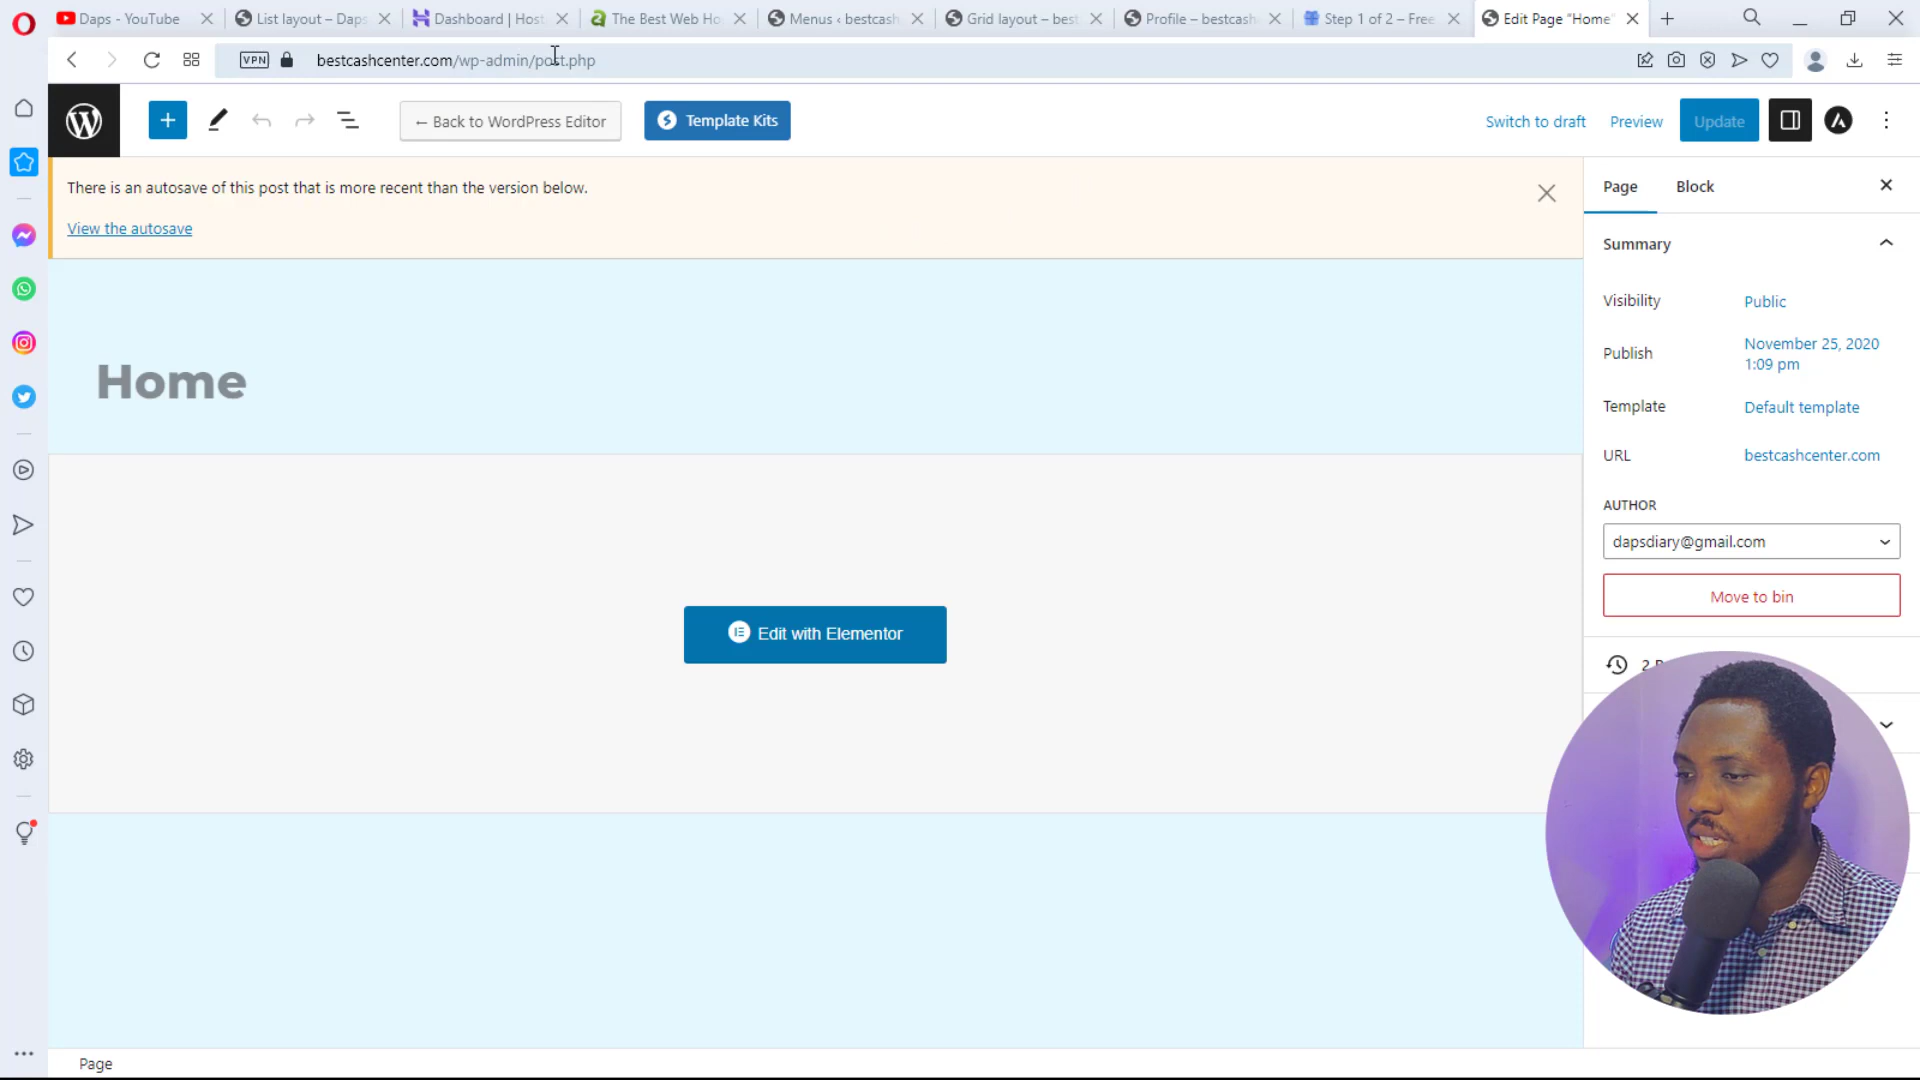 Daps - YouTube
List layout – Daps
Dashboard | Host
The Best Web Ho
Menus ‹ bestcash
Grid layout – best
Profile – bestcash
Step 1 of 2 – Free
Edit Page "Home"
VPN
bestcashcenter.com/wp-admin/post.php
← Back to WordPress Editor
Template Kits
Switch to draft
Preview
Update
There is an autosave of this post that is more recent than the version below.
View the autosave
Page
Block
Summary
Visibility
Public
Publish
November 25, 2020
1:09 pm
Template
Default template
URL
bestcashcenter.com
AUTHOR
dapsdiary@gmail.com
Move to bin
2
Home
Edit with Elementor
Page